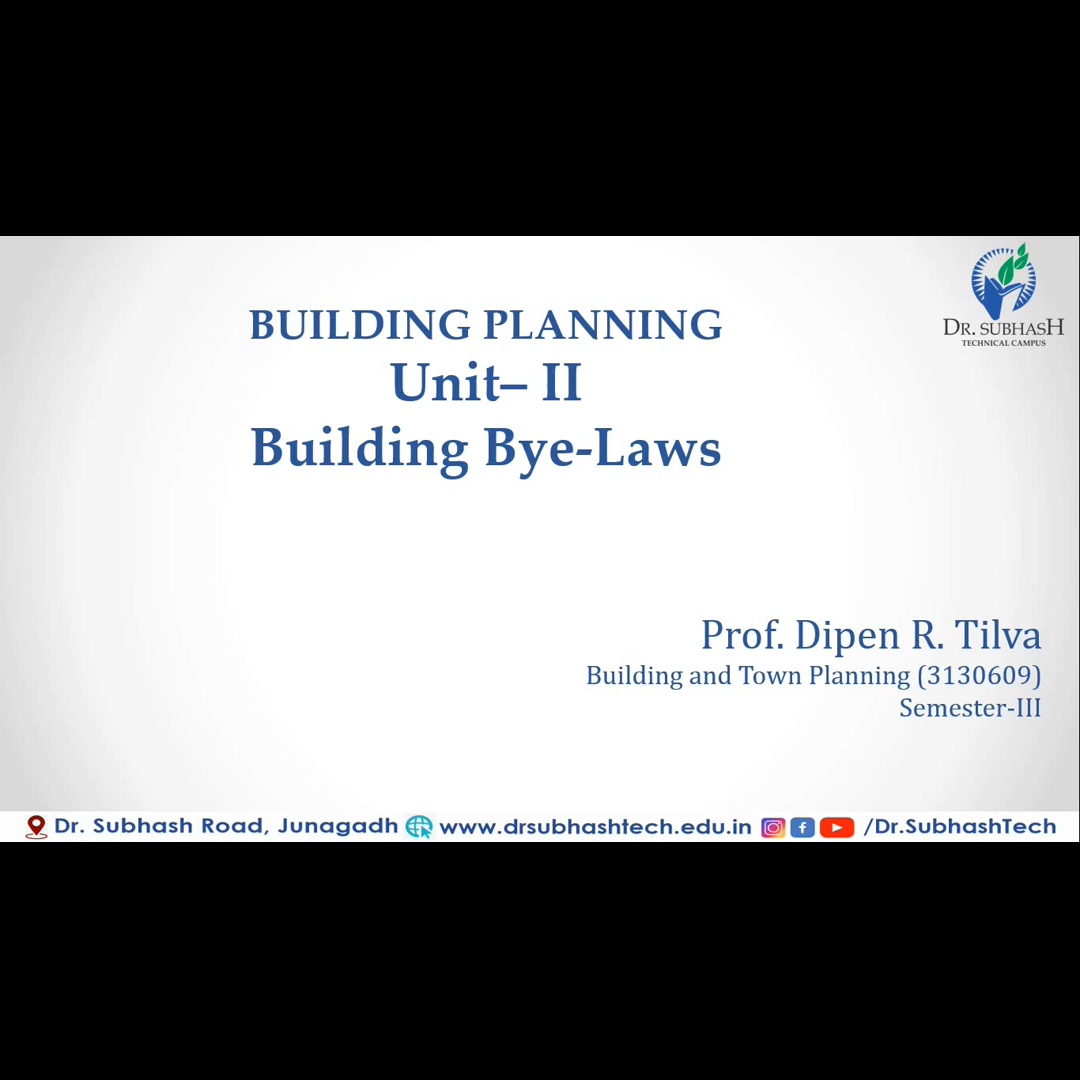 DR. SUBHASH
TECHNICAL CAMPUS
BUILDING PLANNING
Unit– II
Building Bye-Laws
Prof. Dipen R. Tilva
Building and Town Planning (3130609)
Semester-III
Dr. Subhash Road, Junagadh www.drsubhashtech.edu.in /Dr.SubhashTech